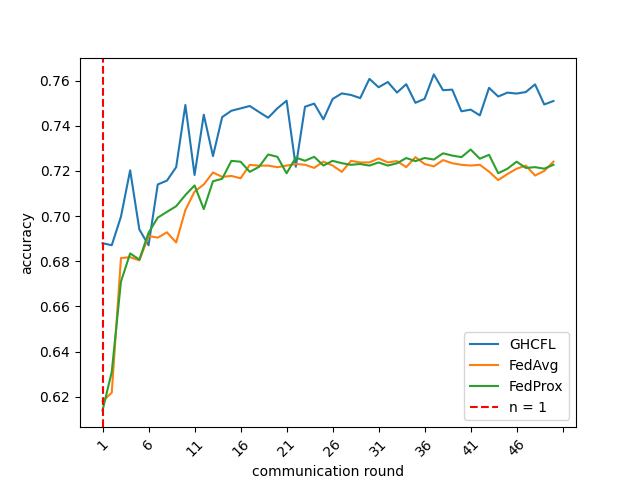 0.76
0.74
0.72
0.70
0.68
0.66
0.64
0.62
accuracy
GHCFL
FedAvg
FedProx
n = 1
1 6 11 16 21 26 31 36 41 46
communication round